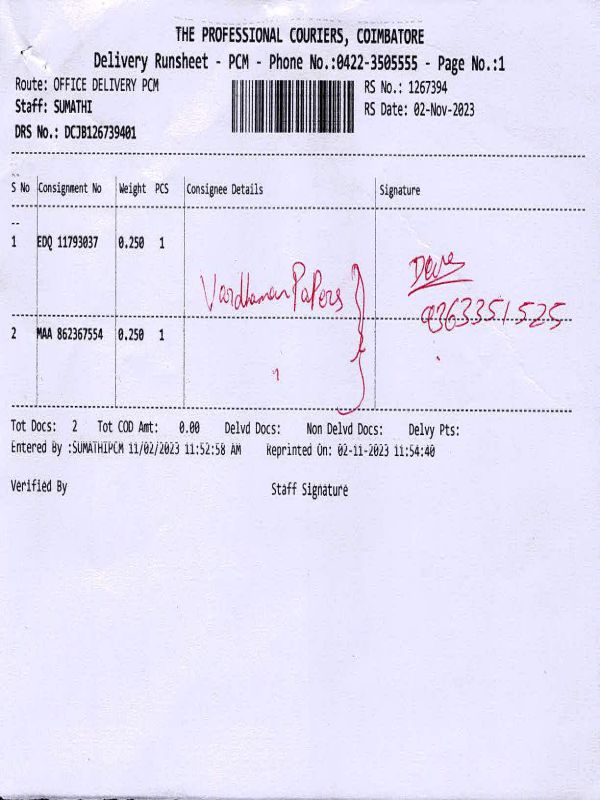 THE PROFESSIONAL COURIERS, COIMBATORE
Delivery Runsheet - PCM - Phone No.:0422-3505555 - Page No.:1
Route: OFFICE DELIVERY PCM RS No.: 1267394
Staff: SUMATHI RS Date: 02-Nov-2023
DRS No.: DCJB126739401
S No Consignment No Weight PCS Consignee Details Signature
1 EDQ 11793037 0.250 1
Vardhaman Papers
9363351525
2 MAA 862367554 0.250 1
Tot Docs: 2 Tot COD Amt: 0.00 Delvd Docs: Non Delvd Docs: Delvy Pts:
Entered By :SUMATHIPCM 11/02/2023 11:52:58 AM Reprinted On: 02-11-2023 11:54:40
Verified By Staff Signature